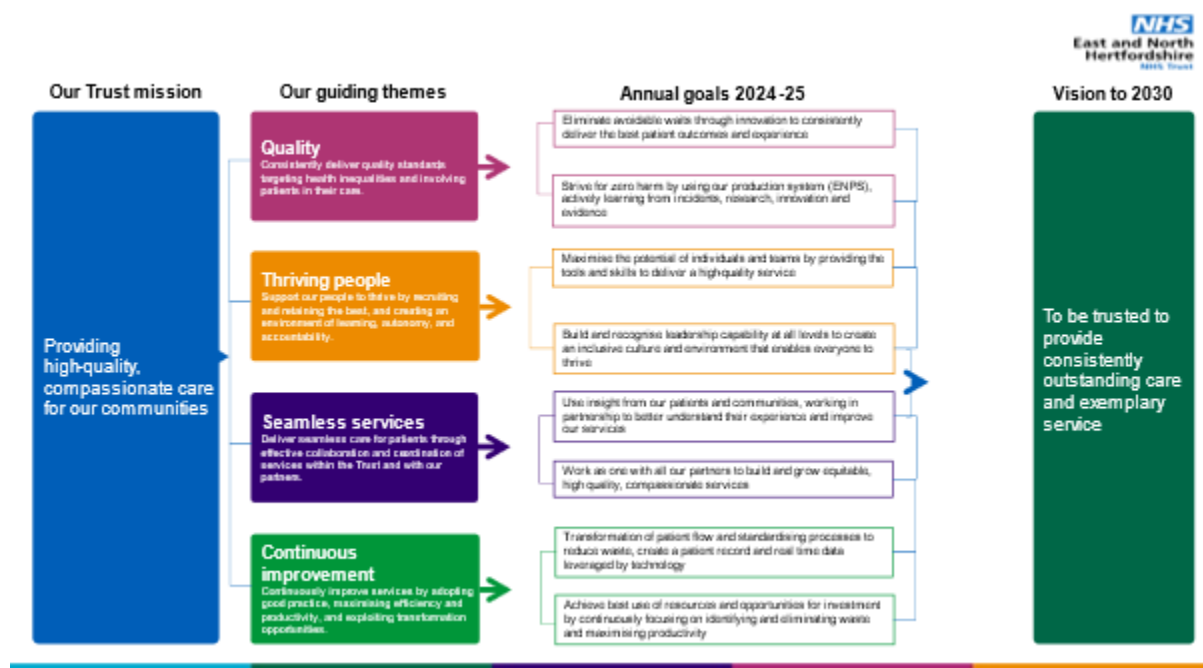 NHS
East and North
Hertfordshire
NHS Trust
Our Trust mission
Our guiding themes
Annual goals 2024-25
Vision to 2030
Providing
high-quality,
compassionate care
for our communities
Quality
Consistently deliver quality standards
targeting health inequalities and involving
patients in their care.
Thriving people
Support our people to thrive by recruiting
and retaining the best, and creating an
environment of learning, autonomy, and
accountability.
Seamless services
Deliver seamless care for patients through
effective collaboration and coordination of
services within the Trust and with our
partners.
Continuous
improvement
Continuously improve services by adopting
good practice, maximising efficiency and
productivity, and exploiting transformation
opportunities.
Eliminate avoidable waits through innovation to consistently
deliver the best patient outcomes and experience
Strive for zero harm by using our production system (ENPS),
actively learning from incidents, research, innovation and
evidence
Maximise the potential of individuals and teams by providing the
tools and skills to deliver a high-quality service
Build and recognise leadership capability at all levels to create
an inclusive culture and environment that enables everyone to
thrive
Use insight from our patients and communities, working in
partnership to better understand their experience and improve
our services
Work as one with all our partners to build and grow equitable,
high quality, compassionate services
Transformation of patient flow and standardising processes to
reduce waste, create a patient record and real time data
leveraged by technology
Achieve best use of resources and opportunities for investment
by continuously focusing on identifying and eliminating waste
and maximising productivity
To be trusted to
provide
consistently
outstanding care
and exemplary
service